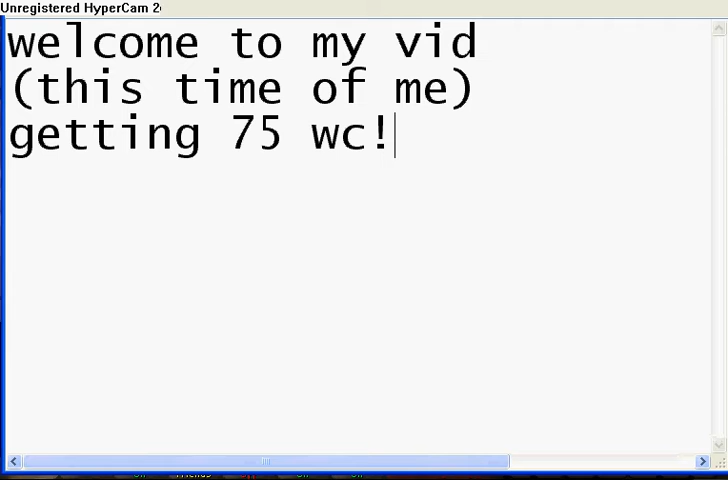 Unregistered HyperCam 2
welcome to my vid
(this time of me)
getting 75 wc!